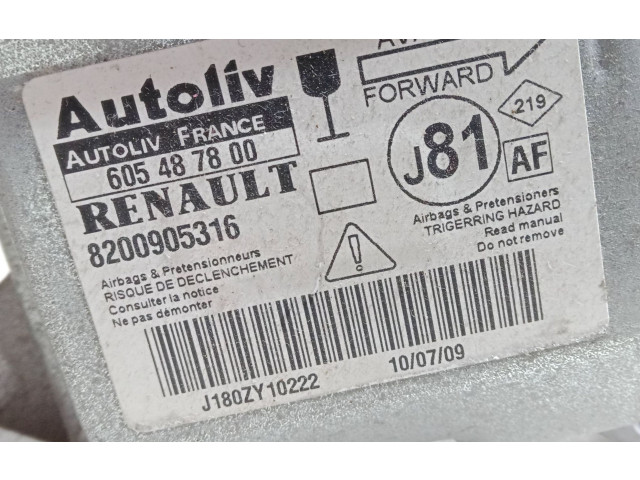 Autoliv
AUTOLIV FRANCE
605 48 78 00
RENAULT
8200905316
Airbags & Pretensionneurs
RISQUE DE DECLENCHEMENT
Consulter la notice
Ne pas démonter
FORWARD
J81
219
AF
Airbags & Pretensioners
TRIGERRING HAZARD
Read manual
Do not remove
J180ZY10222
10/07/09